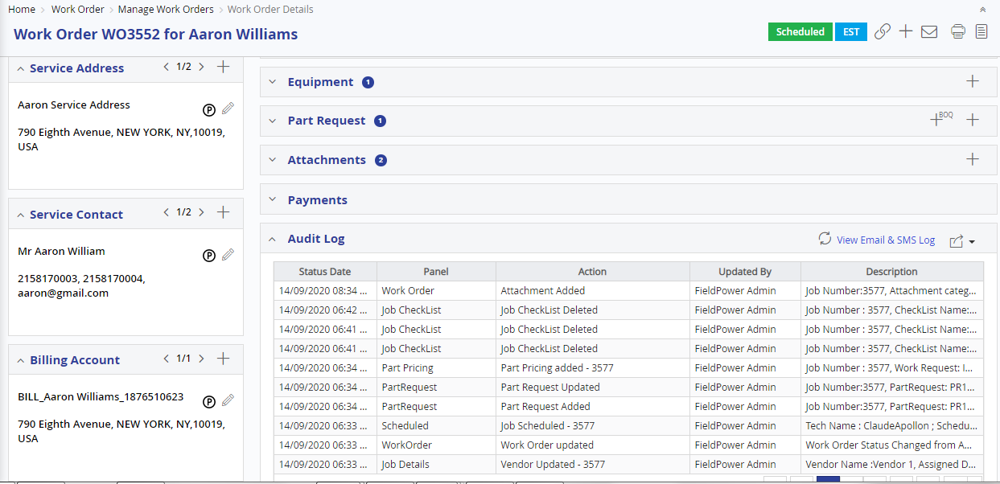 Home > Work Order > Manage Work Orders > Work Order Details
Work Order WO3552 for Aaron Williams
Scheduled EST
Service Address 1/2
Aaron Service Address
P
790 Eighth Avenue, NEW YORK, NY,10019,
USA
Service Contact 1/2
Mr Aaron William
P
2158170003, 2158170004,
aaron@gmail.com
Billing Account 1/1
BILL_Aaron Williams_1876510623
P
790 Eighth Avenue, NEW YORK, NY,10019,
USA
Equipment 1
Part Request 1 BOQ
Attachments 2
Payments
Audit Log View Email & SMS Log
Status Date Panel Action Updated By Description
14/09/2020 08:34 ... Work Order Attachment Added FieldPower Admin Job Number:3577, Attachment categ...
14/09/2020 06:42 ... Job CheckList Job CheckList Deleted FieldPower Admin Job Number : 3577, CheckList Name:...
14/09/2020 06:41 ... Job CheckList Job CheckList Deleted FieldPower Admin Job Number : 3577, CheckList Name:...
14/09/2020 06:41 ... Job CheckList Job CheckList Deleted FieldPower Admin Job Number : 3577, CheckList Name:...
14/09/2020 06:34 ... Part Pricing Part Pricing added - 3577 FieldPower Admin Job Number : 3577, Work Request: I...
14/09/2020 06:34 ... PartRequest Part Request Updated FieldPower Admin Job Number:3577, PartRequest: PR1...
14/09/2020 06:34 ... PartRequest Part Request Added FieldPower Admin Job Number:3577, PartRequest: PR1...
14/09/2020 06:33 ... Scheduled Job Scheduled - 3577 FieldPower Admin Tech Name : ClaudeApollon ; Schedu...
14/09/2020 06:33 ... WorkOrder Work Order updated FieldPower Admin Work Order Status Changed from A...
14/09/2020 06:33 ... Job Details Vendor Updated - 3577 FieldPower Admin Vendor Name :Vendor 1, Assigned D...